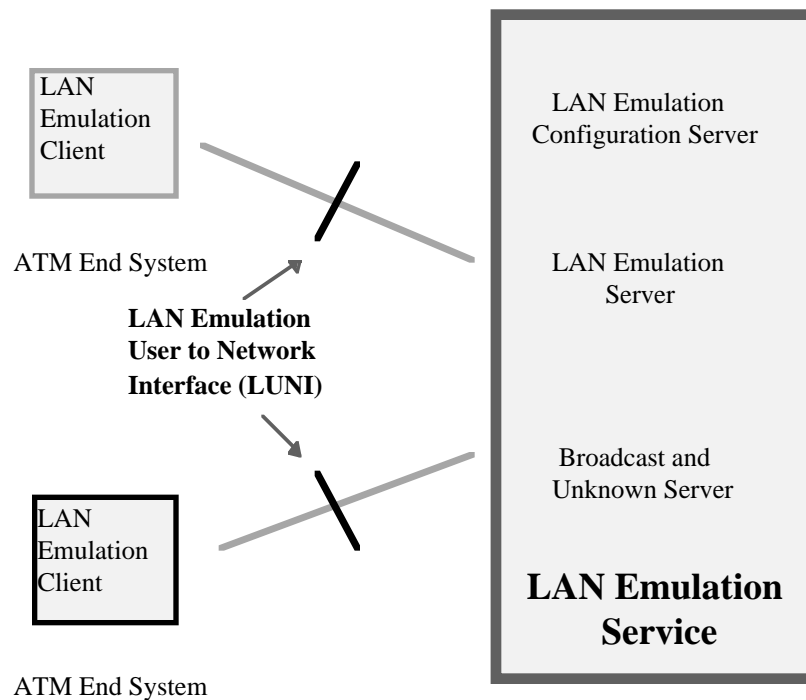 LAN
Emulation
Client
ATM End System
LAN Emulation
User to Network
Interface (LUNI)
LAN
Emulation
Client
ATM End System
LAN Emulation
Configuration Server
LAN Emulation
Server
Broadcast and
Unknown Server
LAN Emulation
Service